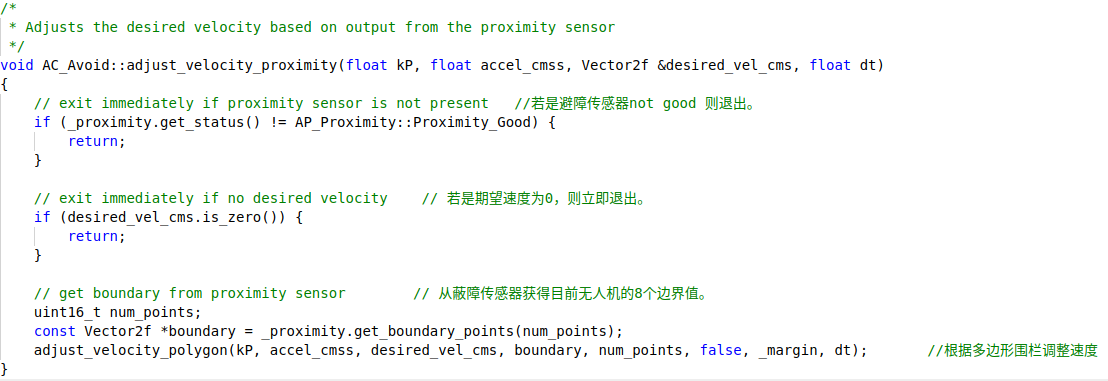 /*
 * Adjusts the desired velocity based on output from the proximity sensor
 */
void AC_Avoid::adjust_velocity_proximity(float kP, float accel_cmss, Vector2f &desired_vel_cms, float dt)
{
    // exit immediately if proximity sensor is not present   //若是避障传感器not good 则退出。
    if (_proximity.get_status() != AP_Proximity::Proximity_Good) {
        return;
    }

    // exit immediately if no desired velocity    // 若是期望速度为0，则立即退出。
    if (desired_vel_cms.is_zero()) {
        return;
    }

    // get boundary from proximity sensor        // 从蔽障传感器获得目前无人机的8个边界值。
    uint16_t num_points;
    const Vector2f *boundary = _proximity.get_boundary_points(num_points);
    adjust_velocity_polygon(kP, accel_cmss, desired_vel_cms, boundary, num_points, false, _margin, dt);       //根据多边形围栏调整速度
}